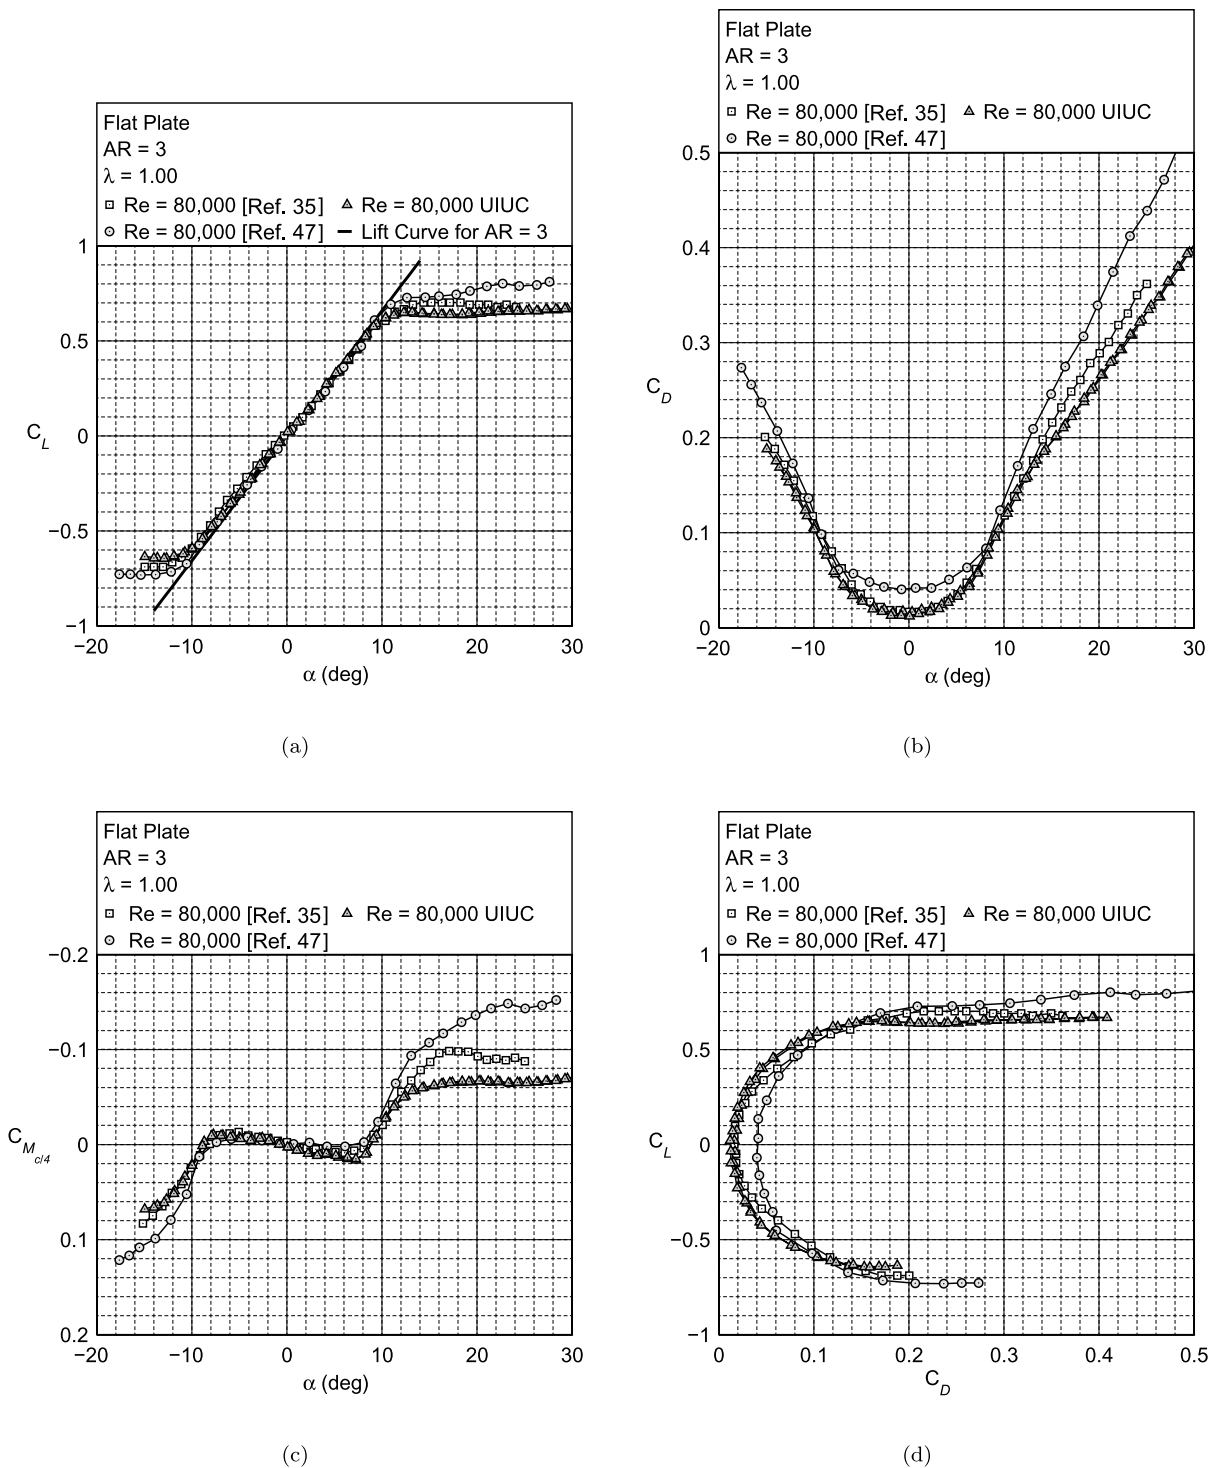 Flat Plate
AR = 3
λ = 1.00
Re = 80,000 [Ref. 35] Re = 80,000 UIUC
Re = 80,000 [Ref. 47] Lift Curve for AR = 3
1
0.5
C_L
0
−0.5
−1
−20 −10 0 10 20 30
α (deg)
(a)
Flat Plate
AR = 3
λ = 1.00
Re = 80,000 [Ref. 35] Re = 80,000 UIUC
Re = 80,000 [Ref. 47]
0.5
0.4
0.3
C_D
0.2
0.1
0
−20 −10 0 10 20 30
α (deg)
(b)
Flat Plate
AR = 3
λ = 1.00
Re = 80,000 [Ref. 35] Re = 80,000 UIUC
Re = 80,000 [Ref. 47]
−0.2
−0.1
C_M_c/4
0
0.1
0.2
−20 −10 0 10 20 30
α (deg)
(c)
Flat Plate
AR = 3
λ = 1.00
Re = 80,000 [Ref. 35] Re = 80,000 UIUC
Re = 80,000 [Ref. 47]
1
0.5
C_L
0
−0.5
−1
0 0.1 0.2 0.3 0.4 0.5
C_D
(d)